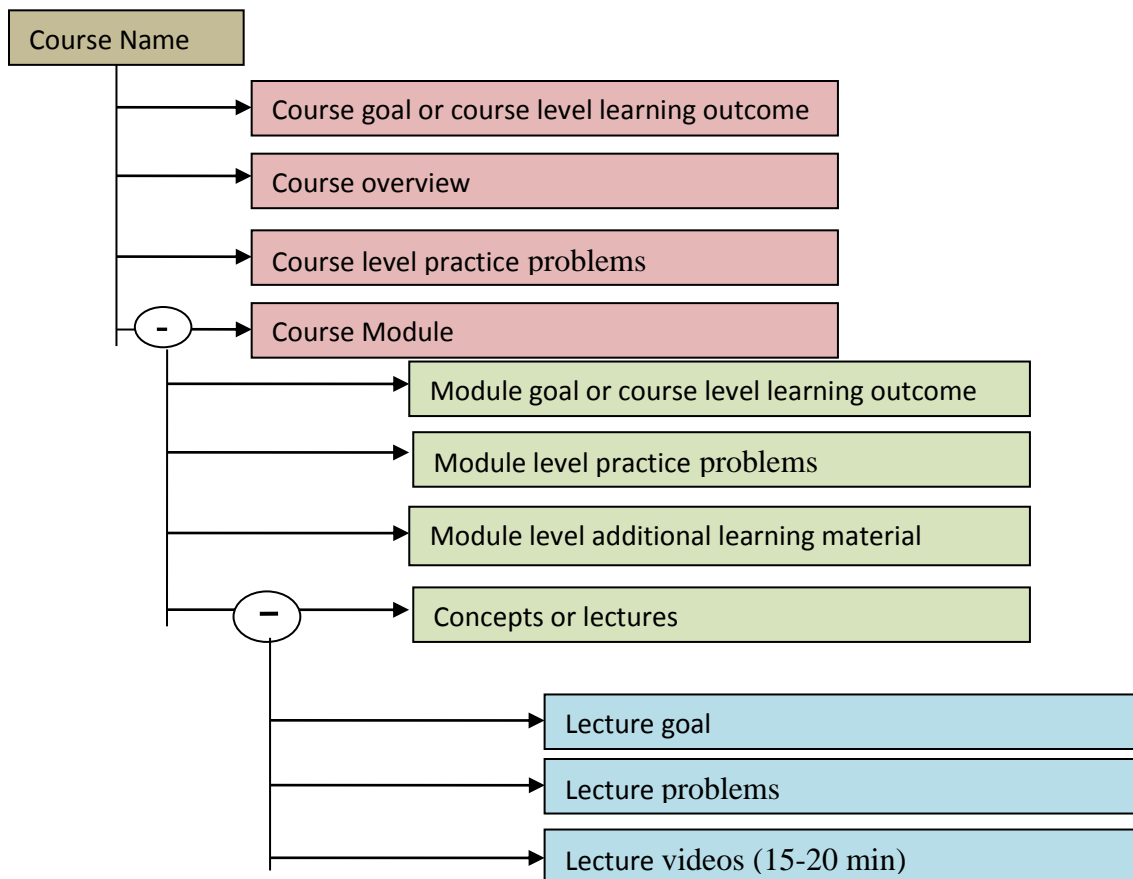 Course Name
Course goal or course level learning outcome
Course overview
Course level practice problems
-
Course Module
Module goal or course level learning outcome
Module level practice problems
Module level additional learning material
–
Concepts or lectures
Lecture goal
Lecture problems
Lecture videos (15-20 min)